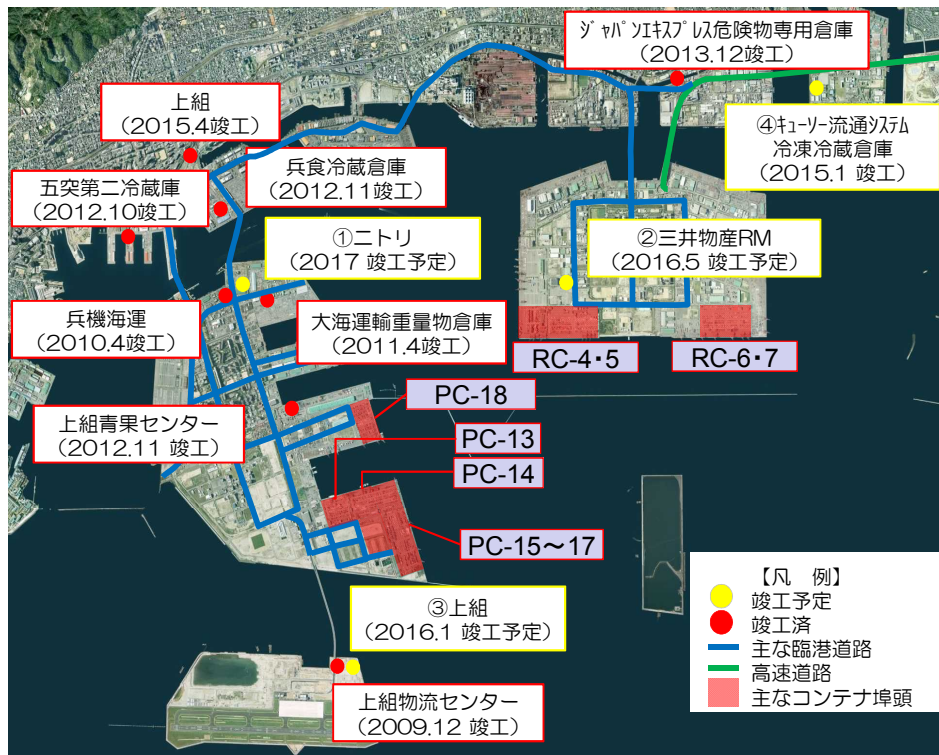 ｼﾞｬﾊﾟﾝｴｷｽﾌﾟﾚｽ危険物専用倉庫
（2013.12竣工）
上組
（2015.4竣工）
④ｷｭｰｿｰ流通ｼｽﾃﾑ
冷凍冷蔵倉庫
（2015.1 竣工）
兵食冷蔵倉庫
（2012.11竣工）
五突第二冷蔵庫
（2012.10竣工）
①ニトリ
（2017 竣工予定）
②三井物産RM
（2016.5 竣工予定）
兵機海運
（2010.4竣工）
大海運輸重量物倉庫
（2011.4竣工）
RC-4・5
RC-6・7
PC-18
上組青果センター
（2012.11 竣工）
PC-13
PC-14
PC-15～17
【凡　例】
竣工予定
竣工済
主な臨港道路
高速道路
主なコンテナ埠頭
③上組
（2016.1 竣工予定）
上組物流センター
（2009.12 竣工）